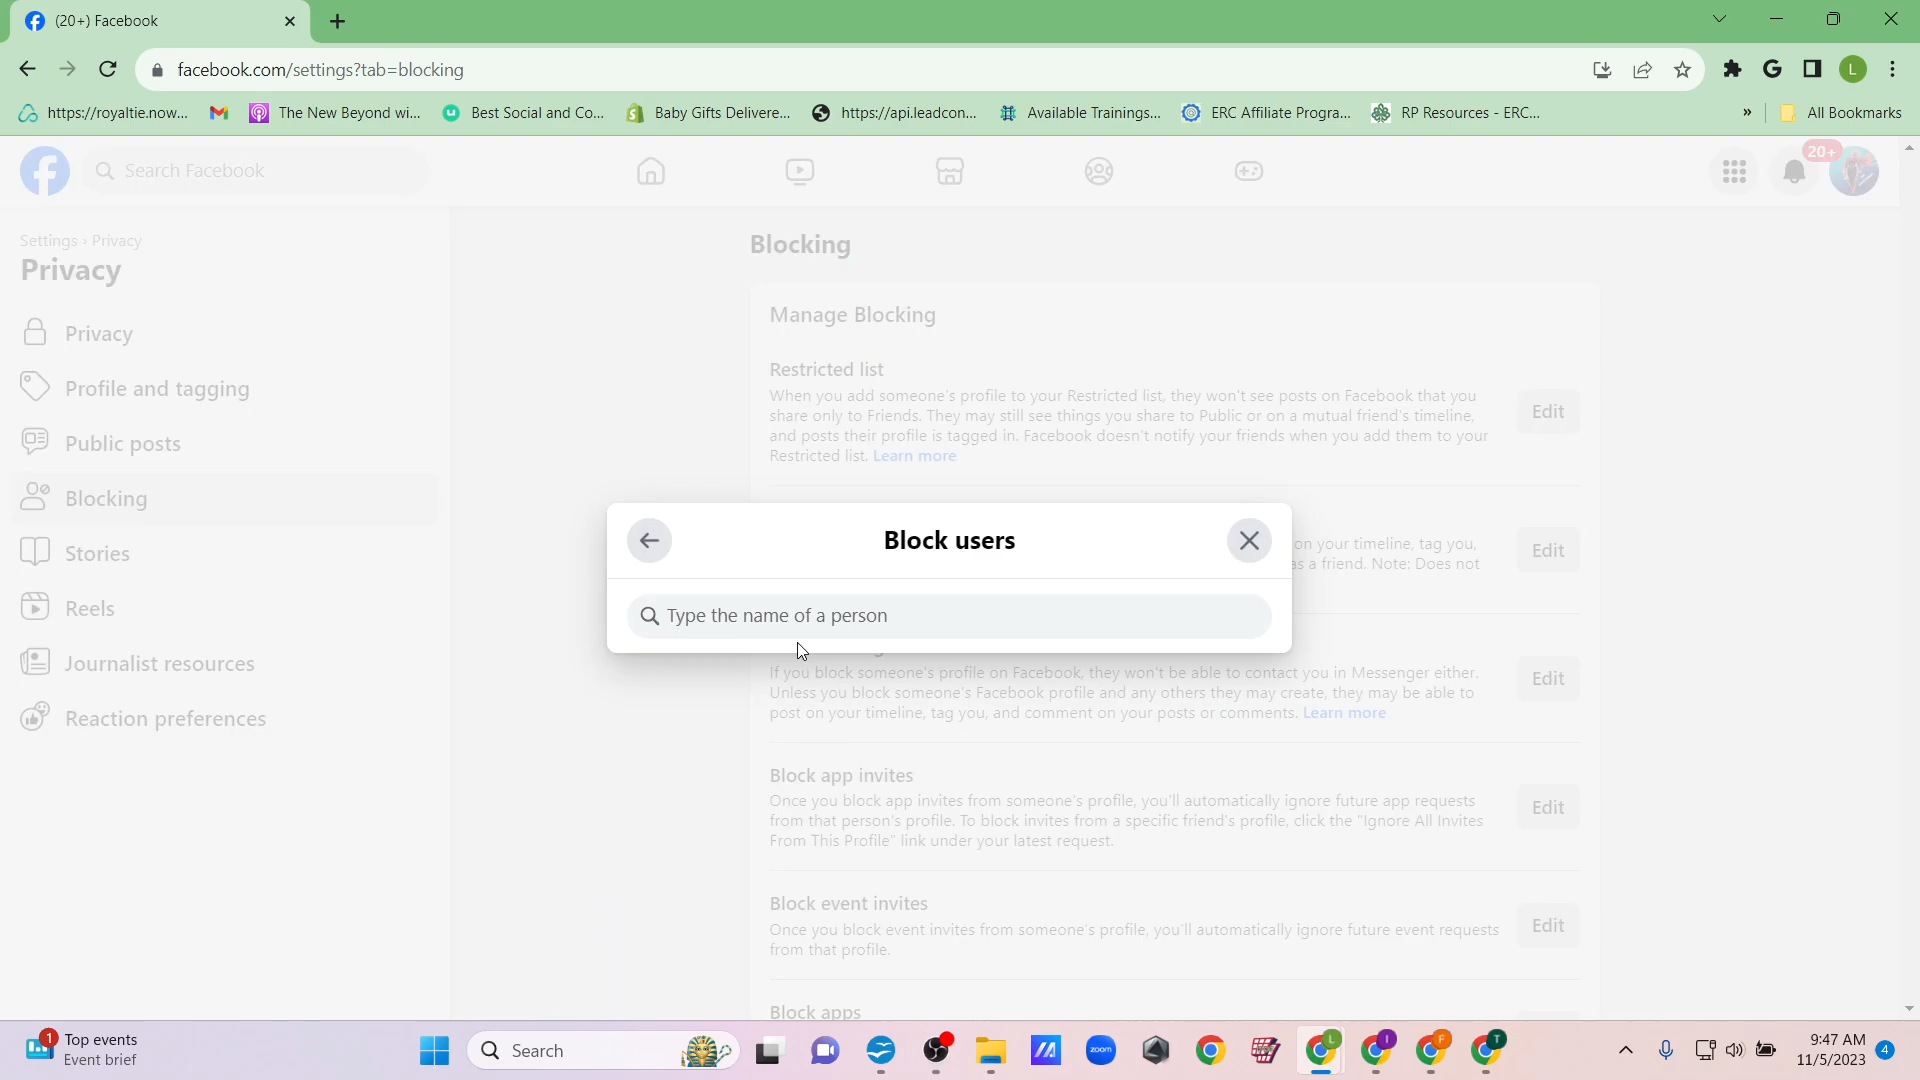 (20+) Facebook
facebook.com/settings?tab=blocking
https://royaltie.now...
The New Beyond wi...
Best Social and Co...
Baby Gifts Delivere...
https://api.leadcon...
Available Trainings...
ERC Affiliate Progra...
RP Resources - ERC...
»
All Bookmarks
L
Search Facebook
20+
Settings › Privacy
Privacy
Privacy
Profile and tagging
Public posts
Blocking
Stories
Reels
Journalist resources
Reaction preferences
Blocking
Manage Blocking
Restricted list
When you add someone's profile to your Restricted list, they won't see posts on Facebook that you
share only to Friends. They may still see things you share to Public or on a mutual friend's timeline,
and posts their profile is tagged in. Facebook doesn't notify your friends when you add them to your
Restricted list. Learn more
Edit
Block users
Type the name of a person
on your timeline, tag you,
as a friend. Note: Does not
Edit
If you block someone's profile on Facebook, they won't be able to contact you in Messenger either.
Unless you block someone's Facebook profile and any others they may create, they may be able to
post on your timeline, tag you, and comment on your posts or comments. Learn more
Edit
Block app invites
Once you block app invites from someone's profile, you'll automatically ignore future app requests
from that person's profile. To block invites from a specific friend's profile, click the "Ignore All Invites
From This Profile" link under your latest request.
Edit
Block event invites
Once you block event invites from someone's profile, you'll automatically ignore future event requests
from that profile.
Edit
Block apps
1
Top events
Event brief
Search
zoom
L
I
F
T
9:47 AM
11/5/2023
4